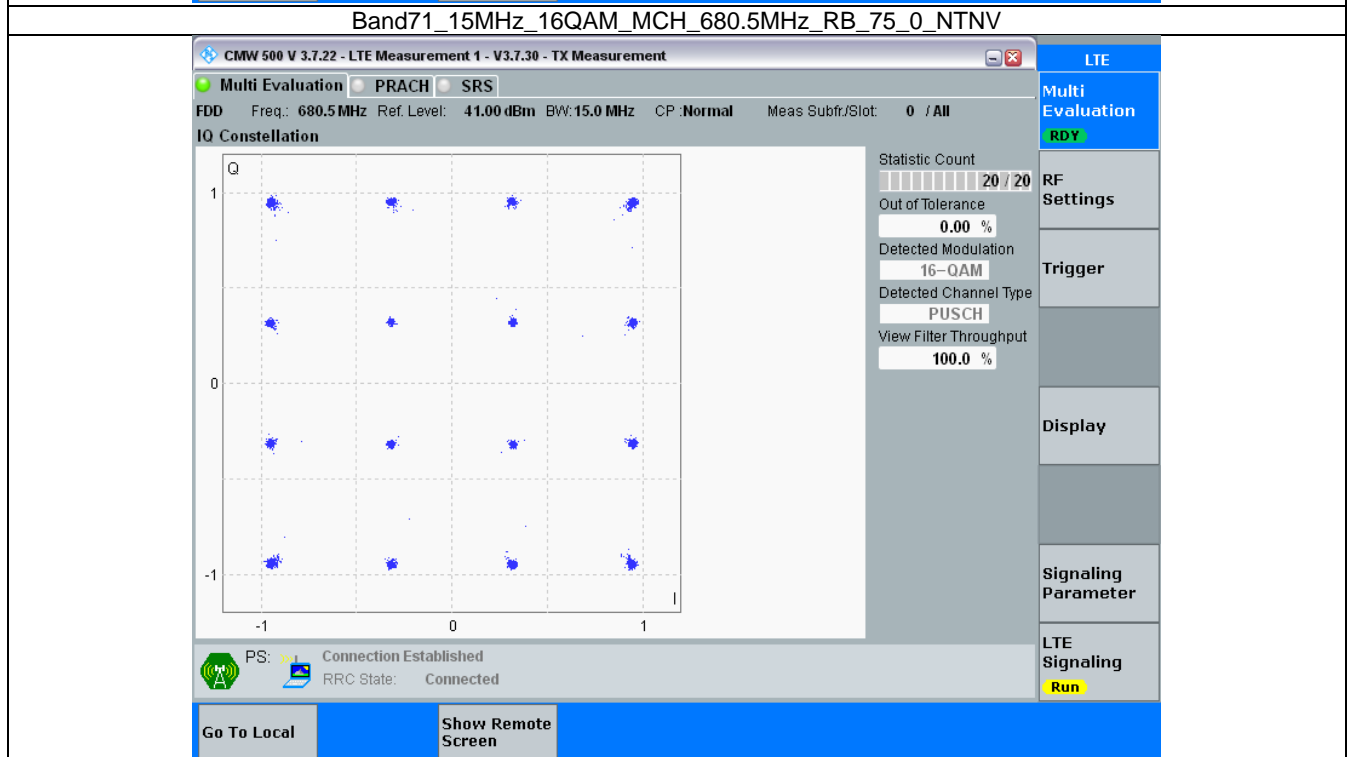 Band71_15MHz_16QAM_MCH_680.5MHz_RB_75_0_NTNV
CMW 500 V 3.7.22 - LTE Measurement 1 - V3.7.30 - TX Measurement
LTE
Multi Evaluation PRACH SRS
FDD Freq.: 680.5 MHz Ref. Level: 41.00 dBm BW: 15.0 MHz CP :Normal Meas Subfr./Slot: 0 / All
IQ Constellation
Q
1
0
-1
I
-1 0 1
Statistic Count
20 / 20
Out of Tolerance
0.00 %
Detected Modulation
16-QAM
Detected Channel Type
PUSCH
View Filter Throughput
100.0 %
Multi
Evaluation
RDY
RF
Settings
Trigger
Display
Signaling
Parameter
LTE
Signaling
Run
PS: Connection Established
RRC State: Connected
Go To Local
Show Remote
Screen